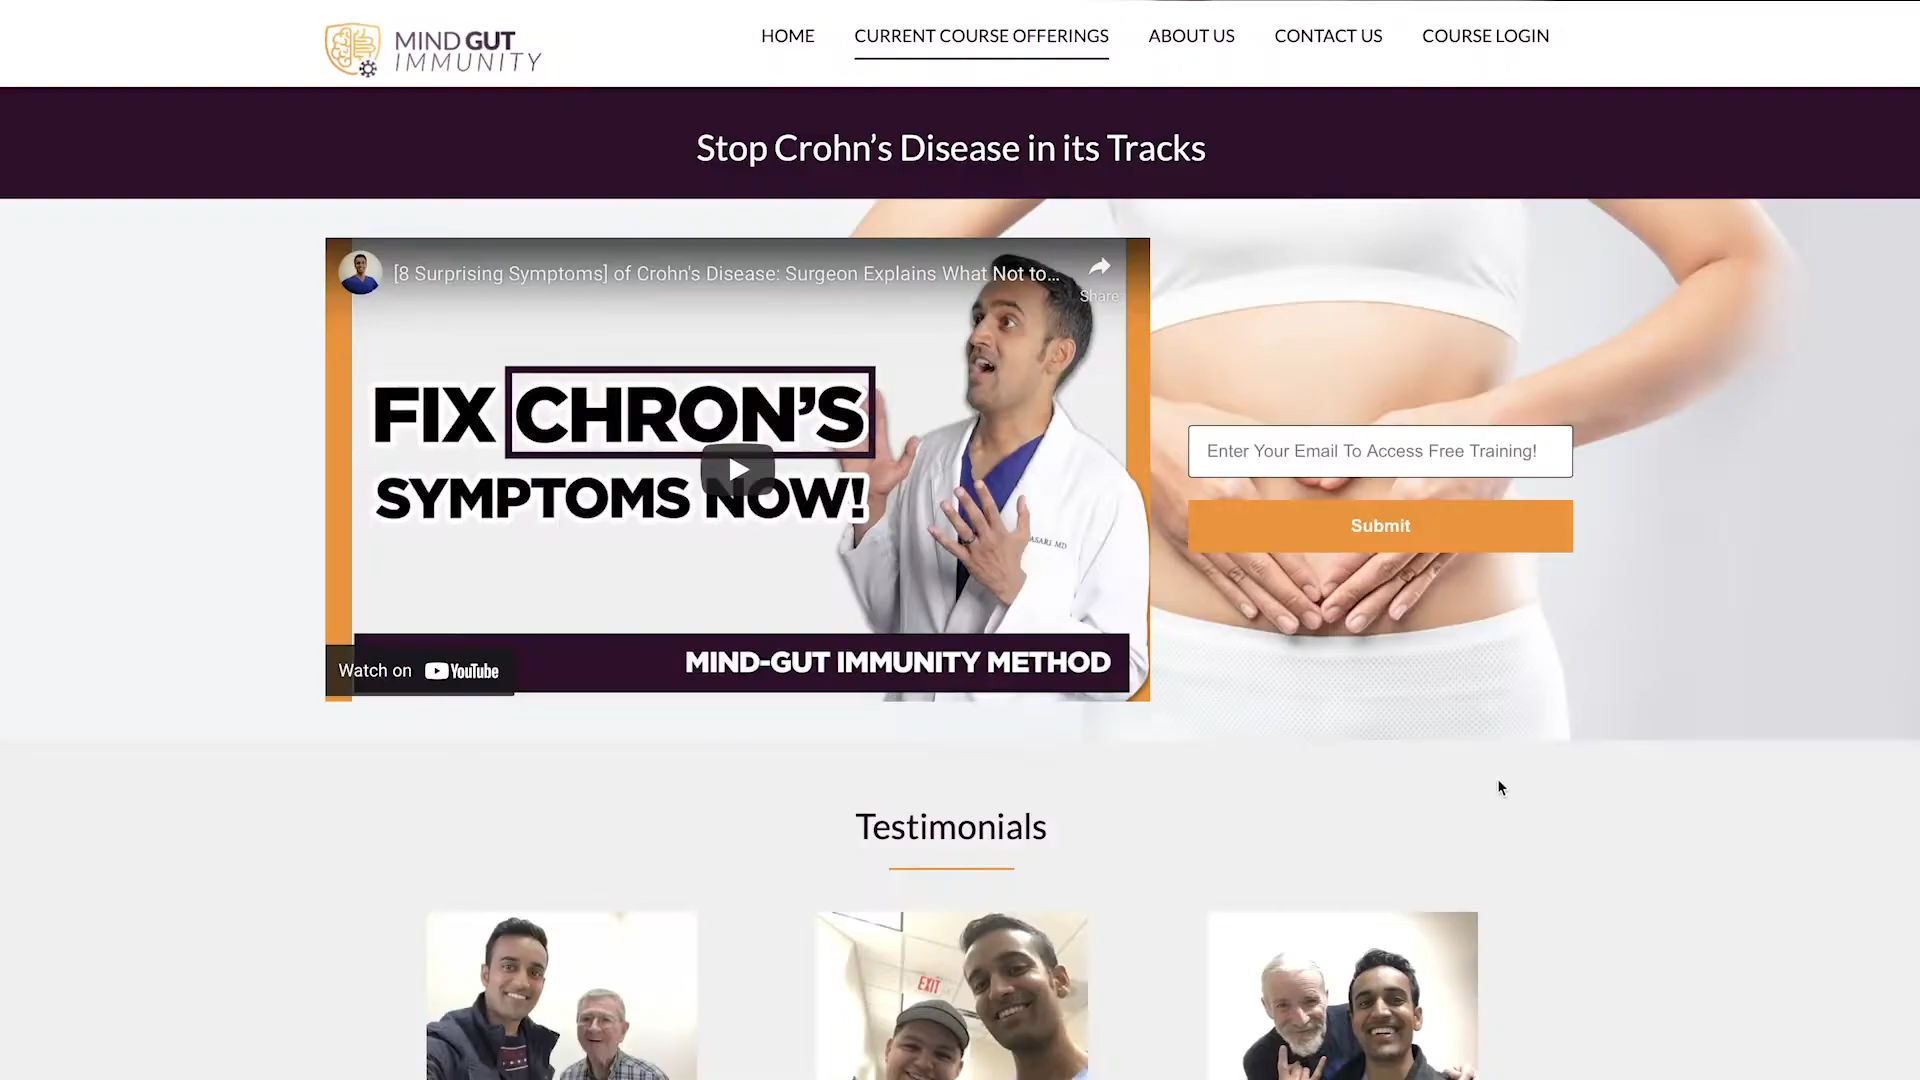 MIND GUT
IMMUNITY
HOME
CURRENT COURSE OFFERINGS
ABOUT US
CONTACT US
COURSE LOGIN
Stop Crohn's Disease in its Tracks
[8 Surprising Symptoms] of Crohn's Disease: Surgeon Explains What Not to...
Share
FIX CHRON'S
SYMPTOMS NOW!
ASARI MD
MIND-GUT IMMUNITY METHOD
Watch on YouTube
Enter Your Email To Access Free Training!
Submit
Testimonials
EXIT